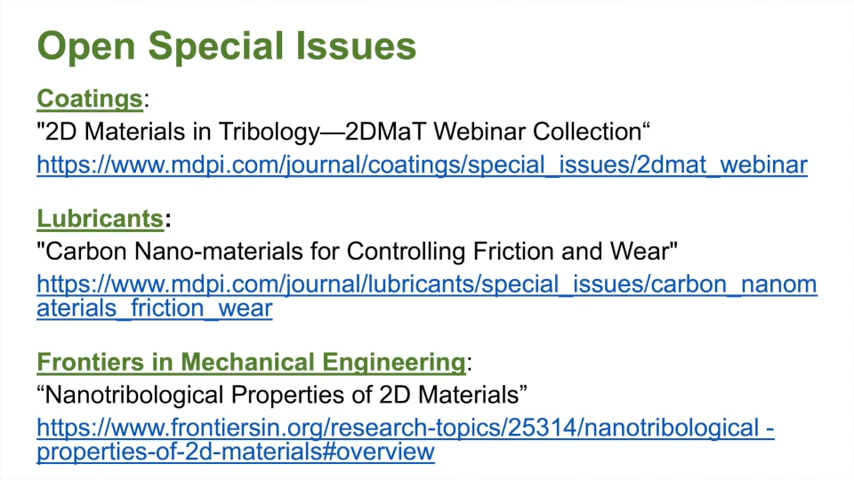 Open Special Issues
Coatings:
"2D Materials in Tribology—2DMaT Webinar Collection“
https://www.mdpi.com/journal/coatings/special_issues/2dmat_webinar
Lubricants:
"Carbon Nano-materials for Controlling Friction and Wear"
https://www.mdpi.com/journal/lubricants/special_issues/carbon_nanom
aterials_friction_wear
Frontiers in Mechanical Engineering:
“Nanotribological Properties of 2D Materials”
https://www.frontiersin.org/research-topics/25314/nanotribological -
properties-of-2d-materials#overview